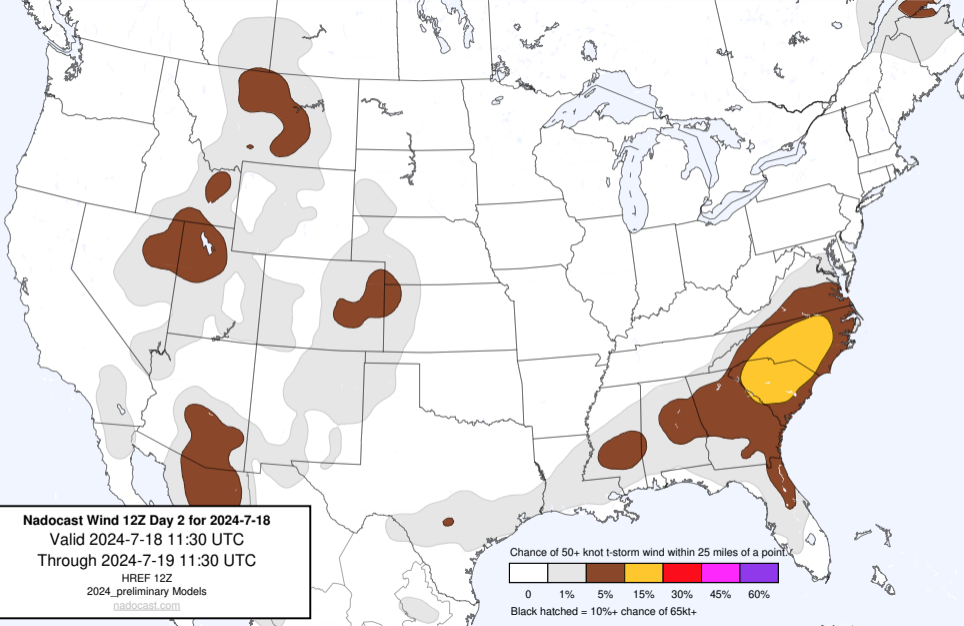 Nadocast Wind 12Z Day 2 for 2024-7-18
Valid 2024-7-18 11:30 UTC
Through 2024-7-19 11:30 UTC
HREF 12Z
2024_preliminary Models
nadocast.com
Chance of 50+ knot t-storm wind within 25 miles of a point.
0 1% 5% 15% 30% 45% 60%
Black hatched = 10%+ chance of 65kt+